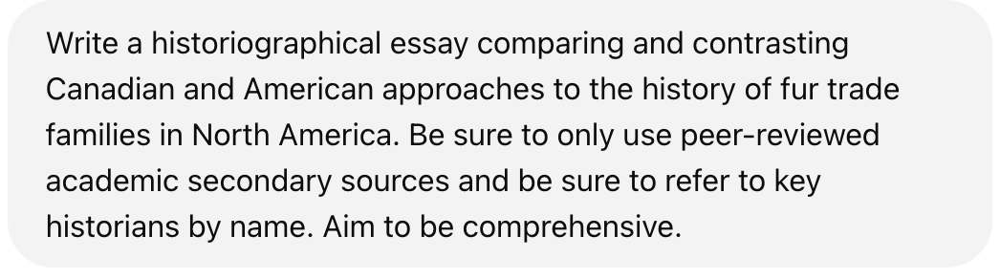 Write a historiographical essay comparing and contrasting
Canadian and American approaches to the history of fur trade
families in North America. Be sure to only use peer-reviewed
academic secondary sources and be sure to refer to key
historians by name. Aim to be comprehensive.